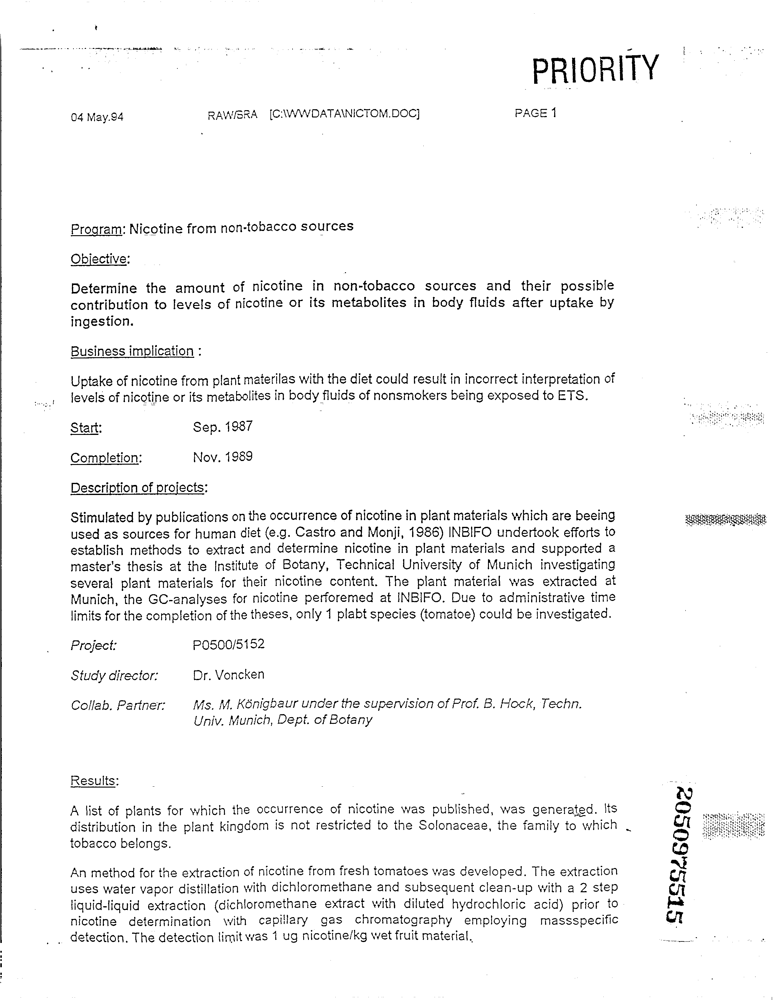 PRIORITY
04 May.94 RAW/SRA [C:\WWDATA\NICTOM.DOC] PAGE 1
Program: Nicotine from non-tobacco sources
Objective:
Determine the amount of nicotine in non-tobacco sources and their possible
contribution to levels of nicotine or its metabolites in body fluids after uptake by
ingestion.
Business implication :
Uptake of nicotine from plant materilas with the diet could result in incorrect interpretation of
levels of nicotine or its metabolites in body fluids of nonsmokers being exposed to ETS.
Start: Sep. 1987
Completion: Nov. 1989
Description of projects:
Stimulated by publications on the occurrence of nicotine in plant materials which are beeing
used as sources for human diet (e.g. Castro and Monji, 1986) INBIFO undertook efforts to
establish methods to extract and determine nicotine in plant materials and supported a
master's thesis at the Institute of Botany, Technical University of Munich investigating
several plant materials for their nicotine content. The plant material was extracted at
Munich, the GC-analyses for nicotine perforemed at INBIFO. Due to administrative time
limits for the completion of the theses, only 1 plabt species (tomatoe) could be investigated.
Project: P0500/5152
Study director: Dr. Voncken
Collab. Partner: Ms. M. Königbaur under the supervision of Prof. B. Hock, Techn.
Univ. Munich, Dept. of Botany
Results:
A list of plants for which the occurrence of nicotine was published, was generated. Its
distribution in the plant kingdom is not restricted to the Solonaceae, the family to which
tobacco belongs.
An method for the extraction of nicotine from fresh tomatoes was developed. The extraction
uses water vapor distillation with dichloromethane and subsequent clean-up with a 2 step
liquid-liquid extraction (dichloromethane extract with diluted hydrochloric acid) prior to
nicotine determination with capillary gas chromatography employing massspecific
detection. The detection limit was 1 ug nicotine/kg wet fruit material.
2050975515